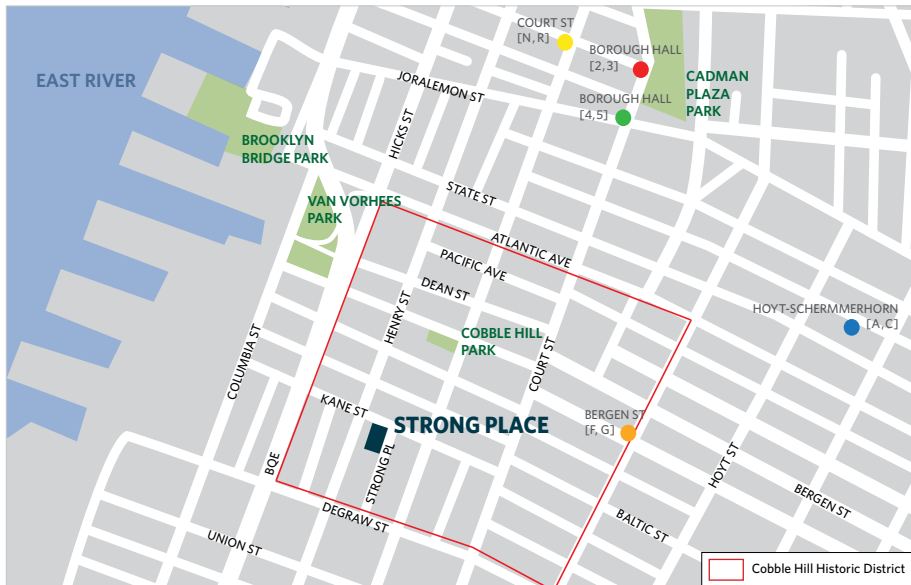 COURT ST
[N, R]
EAST RIVER
BOROUGH HALL
[2,3]
JORALEMON ST
CADMAN
PLAZA
PARK
BOROUGH HALL
[4,5]
HICKS ST
BROOKLYN
BRIDGE PARK
STATE ST
VAN VORHEES
PARK
ATLANTIC AVE
PACIFIC AVE
DEAN ST
HOYT-SCHERMMERHORN
[A,C]
HENRY ST
COLUMBIA ST
COBBLE HILL
PARK
COURT ST
KANE ST
STRONG PLACE
BERGEN ST
[F, G]
BQE
STRONG PL
HOYT ST
DEGRAW ST
BERGEN ST
BALTIC ST
UNION ST
Cobble Hill Historic District